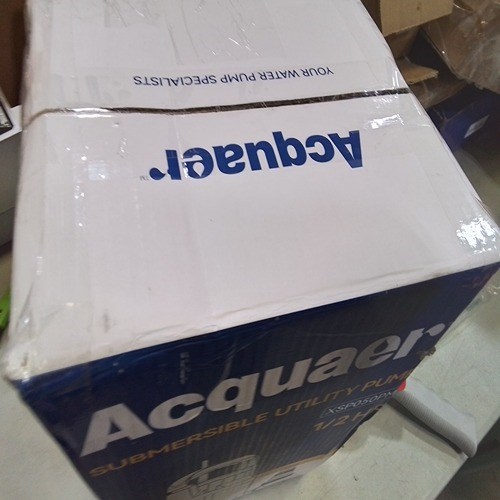 YOUR WATER PUMP SPECIALISTS
Acquaer
Acquaer
SUBMERSIBLE UTILITY PUMP
1/2 HP